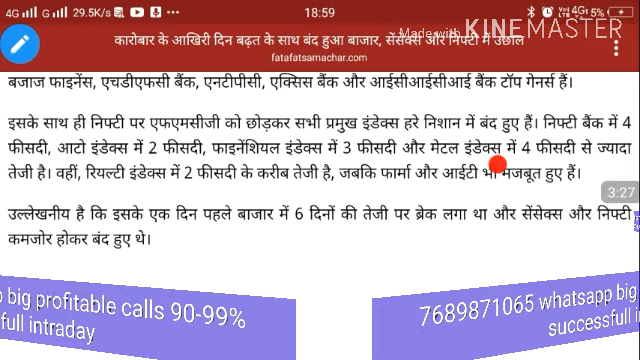 29.5K/s 18:59 4G 5%
Made with KINEMASTER
कारोबार के आखिरी दिन बढ़त के साथ बंद हुआ बाजार, सेंसेक्स और निफ्टी में उछाल
fatafatsamachar.com
बजाज फाइनेंस, एचडीएफसी बैंक, एनटीपीसी, एक्सिस बैंक और आईसीआईसीआई बैंक टॉप गेनर्स हैं।
इसके साथ ही निफ्टी पर एफएमसीजी को छोड़कर सभी प्रमुख इंडेक्स हरे निशान में बंद हुए हैं। निफ्टी बैंक में 4
फीसदी, आटो इंडेक्स में 2 फीसदी, फाइनेंशियल इंडेक्स में 3 फीसदी और मेटल इंडेक्स में 4 फीसदी से ज्यादा
तेजी है। वहीं, रियल्टी इंडेक्स में 2 फीसदी के करीब तेजी है, जबकि फार्मा और आईटी भी मजबूत हुए हैं।
3:27
उल्लेखनीय है कि इसके एक दिन पहले बाजार में 6 दिनों की तेजी पर ब्रेक लगा था और सेंसेक्स और निफ्टी
कमजोर होकर बंद हुए थे।
big profitable calls 90-99%
full intraday
7689871065 whatsapp big
successfull